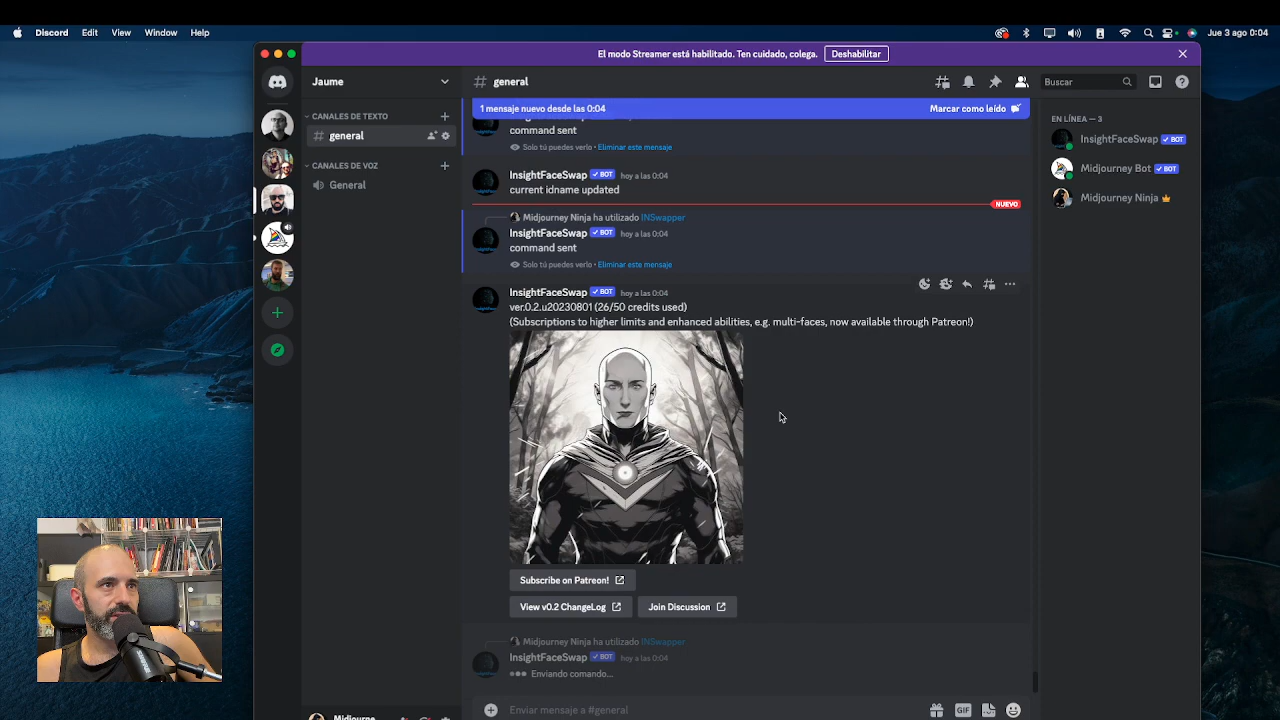 Discord Edit View Window Help
Jue 3 ago 0:04
El modo Streamer está habilitado. Ten cuidado, colega. Deshabilitar
Jaume
general
Buscar
1 mensaje nuevo desde las 0:04 Marcar como leído
CANALES DE TEXTO
general
CANALES DE VOZ
General
command sent
Solo tú puedes verlo • Eliminar este mensaje
InsightFaceSwap BOT hoy a las 0:04
current idname updated
NUEVO
Midjourney Ninja ha utilizado INSwapper
InsightFaceSwap BOT hoy a las 0:04
command sent
Solo tú puedes verlo • Eliminar este mensaje
InsightFaceSwap BOT hoy a las 0:04
ver.0.2.u20230801 (26/50 credits used)
(Subscriptions to higher limits and enhanced abilities, e.g. multi-faces, now available through Patreon!)
Subscribe on Patreon!
View v0.2 ChangeLog Join Discussion
Midjourney Ninja ha utilizado INSwapper
InsightFaceSwap BOT hoy a las 0:04
Enviando comando...
Enviar mensaje a #general
GIF
EN LÍNEA — 3
InsightFaceSwap BOT
Midjourney Bot BOT
Midjourney Ninja